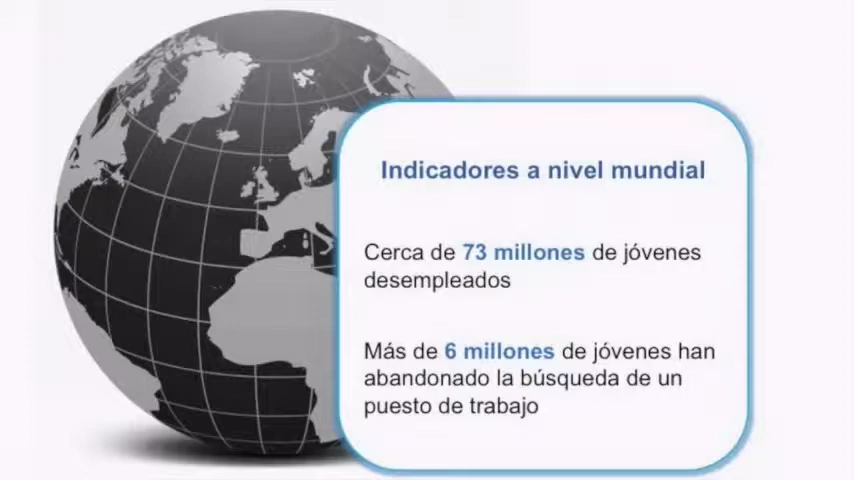 Indicadores a nivel mundial
Cerca de 73 millones de jóvenes
desempleados
Más de 6 millones de jóvenes han
abandonado la búsqueda de un
puesto de trabajo